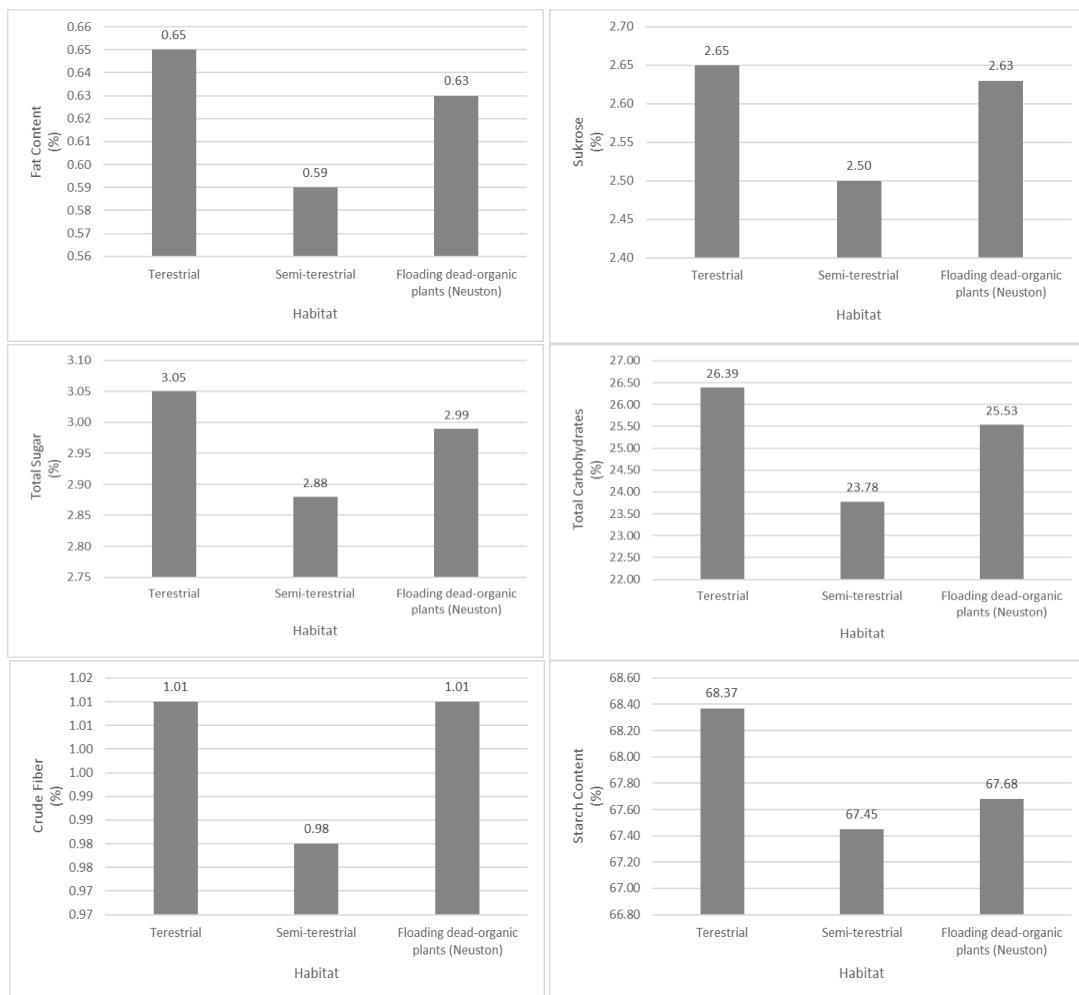 Fat Content
(%)
0.66
0.65
0.64
0.63
0.62
0.61
0.60
0.59
0.58
0.57
0.56
0.65
0.59
0.63
Terestrial
Semi-terestrial
Floading dead-organic
plants (Neuston)
Habitat
Sukrose
(%)
2.70
2.65
2.60
2.55
2.50
2.45
2.40
2.65
2.50
2.63
Terestrial
Semi-terestrial
Floading dead-organic
plants (Neuston)
Habitat
Total Sugar
(%)
3.10
3.05
3.00
2.95
2.90
2.85
2.80
2.75
3.05
2.88
2.99
Terestrial
Semi-terestrial
Floading dead-organic
plants (Neuston)
Habitat
Total Carbohydrates
(%)
27.00
26.50
26.00
25.50
25.00
24.50
24.00
23.50
23.00
22.50
22.00
26.39
23.78
25.53
Terestrial
Semi-terestrial
Floading dead-organic
plants (Neuston)
Habitat
Crude Fiber
(%)
1.02
1.01
1.01
1.00
1.00
0.99
0.99
0.98
0.98
0.97
0.97
1.01
0.98
1.01
Terestrial
Semi-terestrial
Floading dead-organic
plants (Neuston)
Habitat
Starch Content
(%)
68.60
68.40
68.20
68.00
67.80
67.60
67.40
67.20
67.00
66.80
68.37
67.45
67.68
Terestrial
Semi-terestrial
Floading dead-organic
plants (Neuston)
Habitat